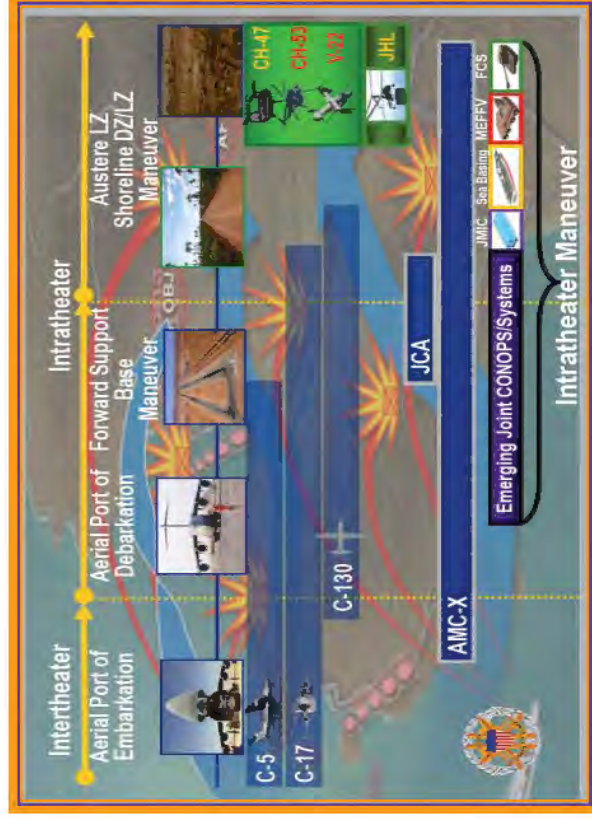 Intertheater
Intratheater
Aerial Port of
Embarkation
Aerial Port of
Debarkation
Forward Support
Base
Maneuver
Austere LZ
Shoreline DZ/LZ
Maneuver
OBJ
C-5
C-17
C-130
CH-47
CH-53
V-22
JHL
JCA
AMC-X
JMIC
Sea Basing
MEFFV
FCS
Emerging Joint CONOPS/Systems
Intratheater Maneuver